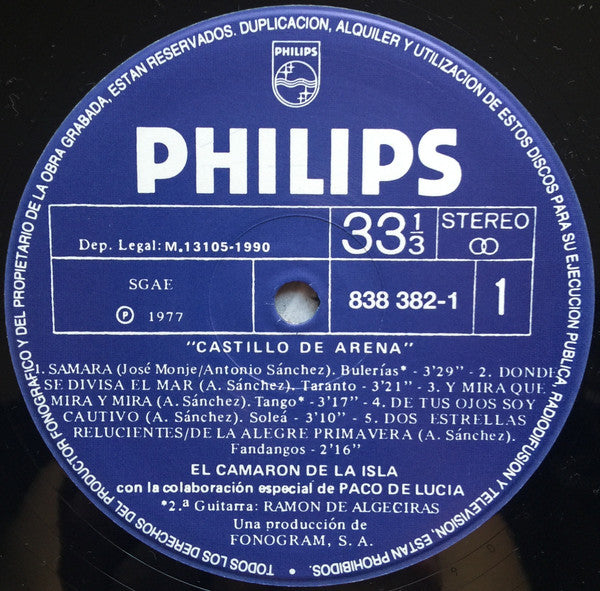 TODOS LOS DERECHOS DEL PRODUCTOR FONOGRAFICO Y DEL PROPIETARIO DE LA OBRA GRABADA, ESTAN RESERVADOS. DUPLICACION, ALQUILER Y UTILIZACION DE ESTOS DISCOS PARA SU EJECUCION PUBLICA, RADIODIFUSION Y TELEVISION, ESTAN PROHIBIDOS.
PHILIPS
PHILIPS
Dep. Legal: M.13105-1990
33 1/3
STEREO
SGAE
℗ 1977
838 382-1
1
"CASTILLO DE ARENA"
1. SAMARA (José Monje/Antonio Sánchez). Bulerías* - 3'29" - 2. DONDE
SE DIVISA EL MAR (A. Sánchez). Taranto - 3'21" - 3. Y MIRA QUE
MIRA Y MIRA (A. Sánchez). Tango* - 3'17" - 4. DE TUS OJOS SOY
CAUTIVO (A. Sánchez). Soleá - 3'10" - 5. DOS ESTRELLAS
RELUCIENTES/DE LA ALEGRE PRIMAVERA (A. Sánchez).
Fandangos - 2'16"
EL CAMARON DE LA ISLA
con la colaboración especial de PACO DE LUCIA
*2.ª Guitarra: RAMON DE ALGECIRAS
Una producción de
FONOGRAM, S. A.